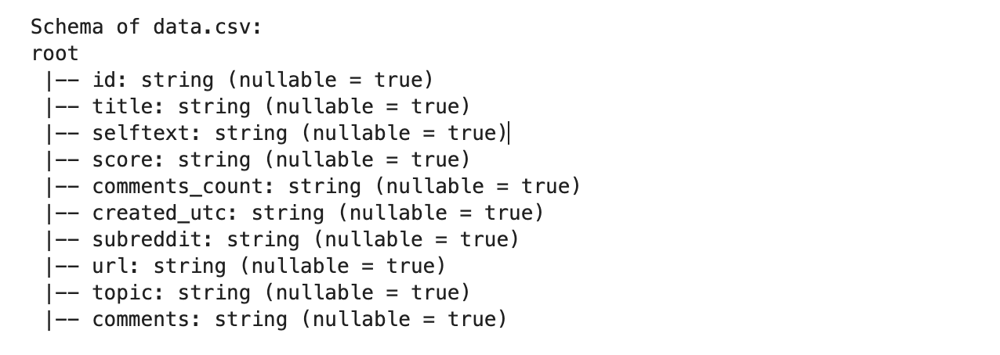 Schema of data.csv:
root
 |-- id: string (nullable = true)
 |-- title: string (nullable = true)
 |-- selftext: string (nullable = true)
 |-- score: string (nullable = true)
 |-- comments_count: string (nullable = true)
 |-- created_utc: string (nullable = true)
 |-- subreddit: string (nullable = true)
 |-- url: string (nullable = true)
 |-- topic: string (nullable = true)
 |-- comments: string (nullable = true)